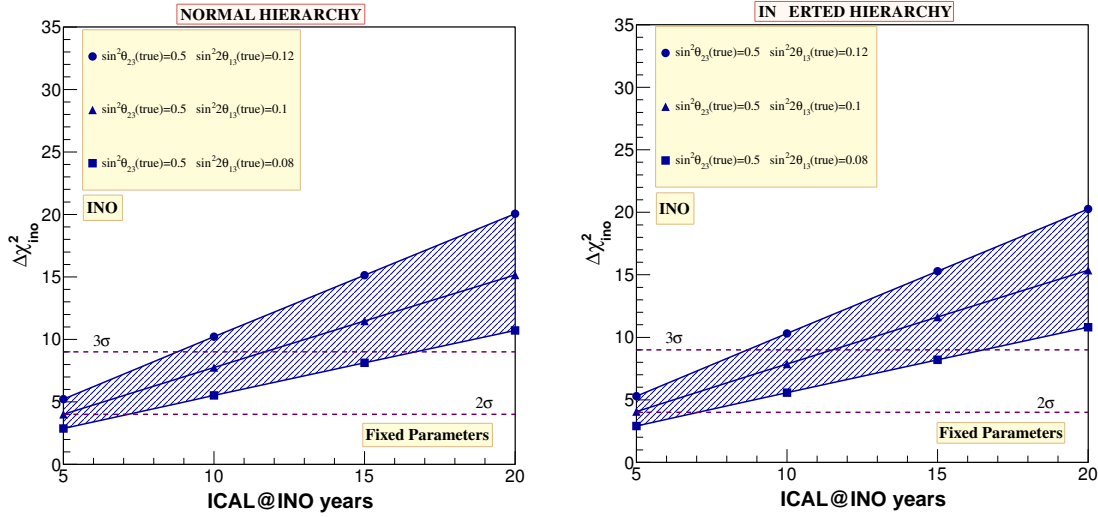 NORMAL HIERARCHY
35
30
25
20
15
10
5
0
Δχ²ino
sin²θ₂₃(true)=0.5 sin²2θ₁₃(true)=0.12
sin²θ₂₃(true)=0.5 sin²2θ₁₃(true)=0.1
sin²θ₂₃(true)=0.5 sin²2θ₁₃(true)=0.08
INO
3σ
2σ
Fixed Parameters
5 10 15 20
ICAL@INO years
IN ERTED HIERARCHY
35
30
25
20
15
10
5
0
Δχ²ino
sin²θ₂₃(true)=0.5 sin²2θ₁₃(true)=0.12
sin²θ₂₃(true)=0.5 sin²2θ₁₃(true)=0.1
sin²θ₂₃(true)=0.5 sin²2θ₁₃(true)=0.08
INO
3σ
2σ
Fixed Parameters
5 10 15 20
ICAL@INO years